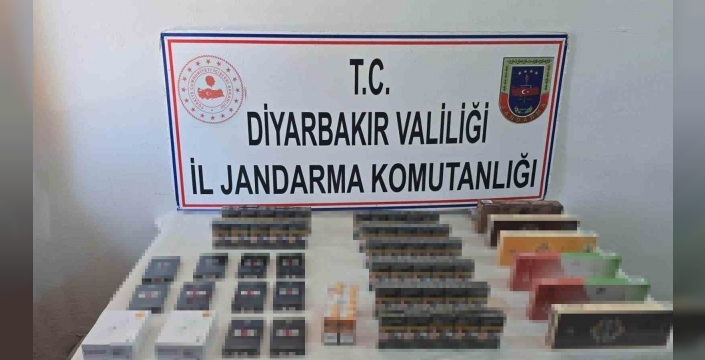 T.C.
DİYARBAKIR VALİLİĞİ
İL JANDARMA KOMUTANLIĞI